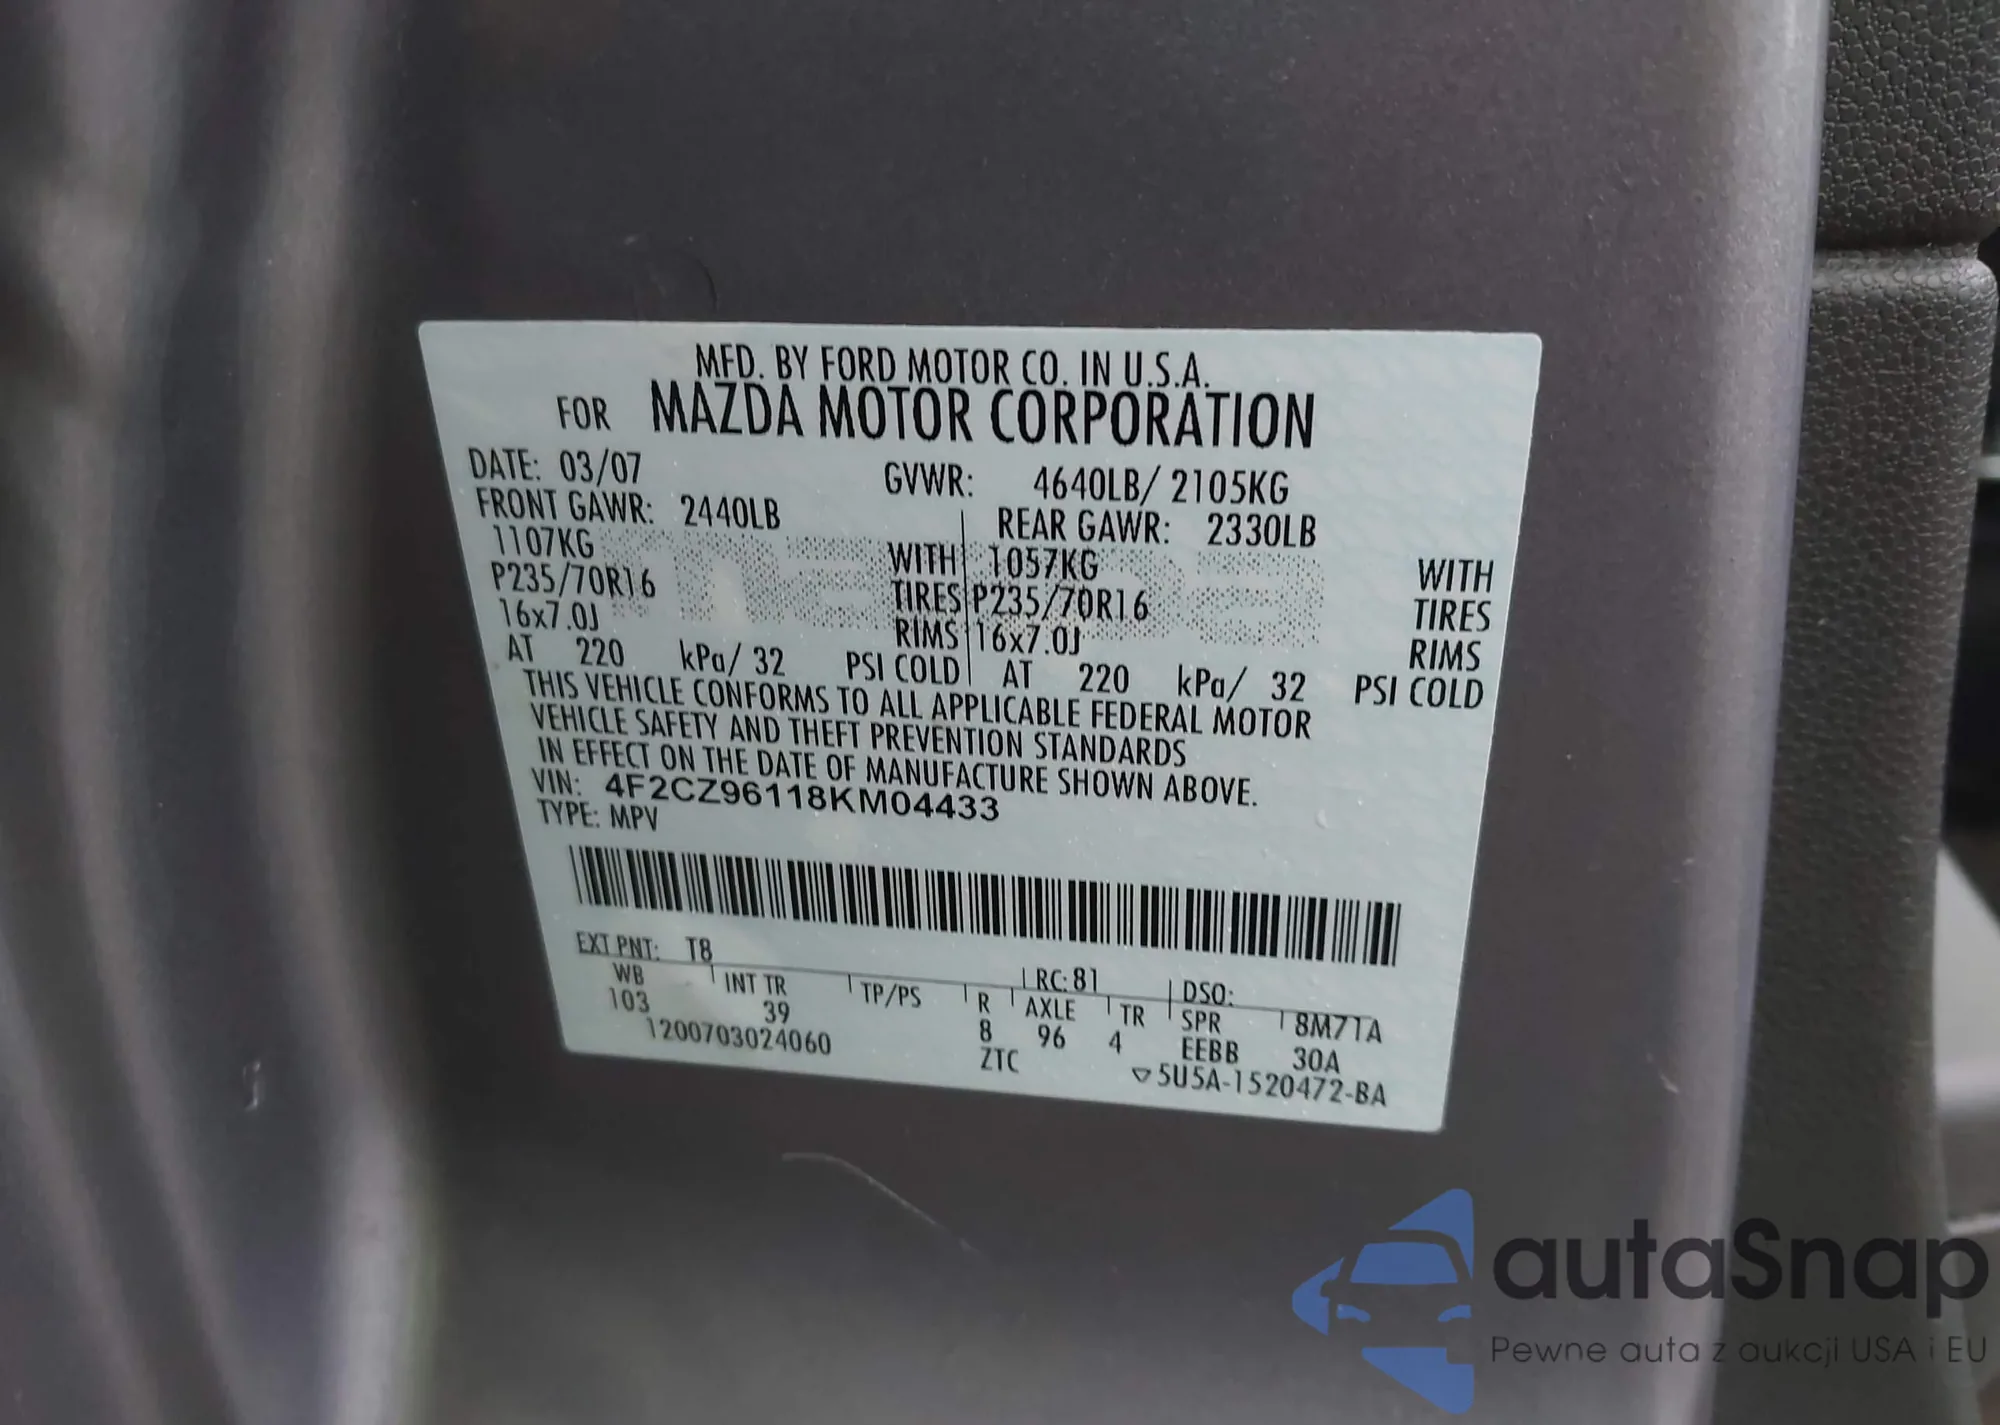 MFD. BY FORD MOTOR CO. IN U.S.A.
FOR MAZDA MOTOR CORPORATION
DATE: 03/07 GVWR: 4640LB/ 2105KG
FRONT GAWR: 2440LB REAR GAWR: 2330LB
1107KG WITH 1057KG WITH
P235/70R16 TIRES P235/70R16 TIRES
16x7.0J RIMS 16x7.0J RIMS
AT 220 kPa/ 32 PSI COLD AT 220 kPa/ 32 PSI COLD
THIS VEHICLE CONFORMS TO ALL APPLICABLE FEDERAL MOTOR
VEHICLE SAFETY AND THEFT PREVENTION STANDARDS
IN EFFECT ON THE DATE OF MANUFACTURE SHOWN ABOVE.
VIN: 4F2CZ96118KM04433
TYPE: MPV
EXT PNT: T8 RC: 81 DSO:
WB INT TR TP/PS R AXLE TR SPR 8M71A
103 39 8 96 4 EEBB 30A
1200703024060 ZTC ▽5U5A-1520472-BA
autaSnap
Pewne auta z aukcji USA i EU